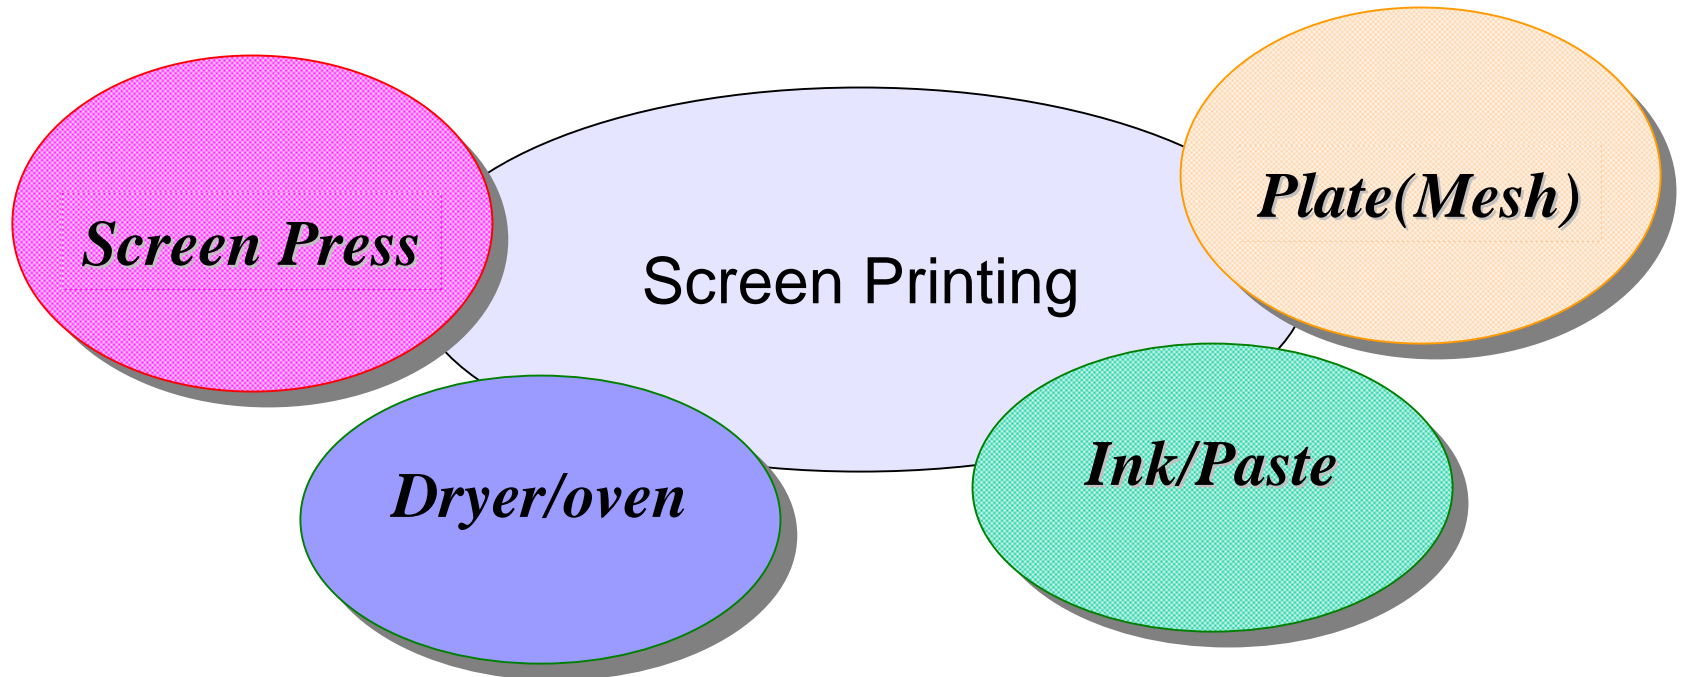 Screen Press
Plate(Mesh)
Screen Printing
Dryer/oven
Ink/Paste